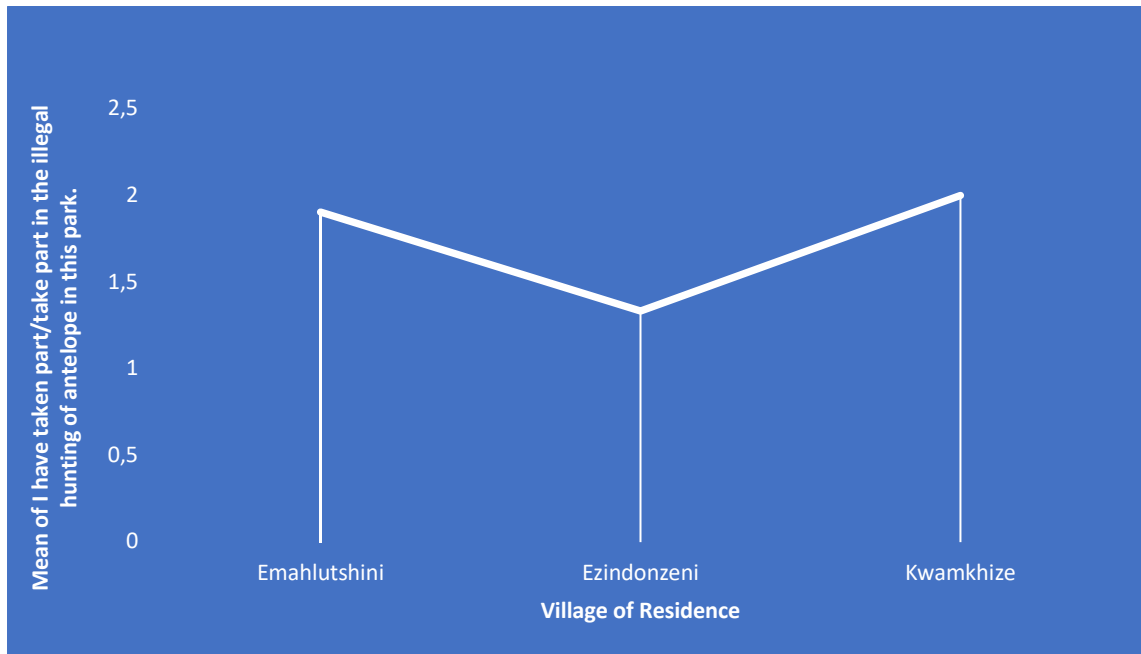 Mean of I have taken part/take part in the illegal
hunting of antelope in this park.
2,5
2
1,5
1
0,5
0
Emahlutshini
Ezindonzeni
Kwamkhize
Village of Residence